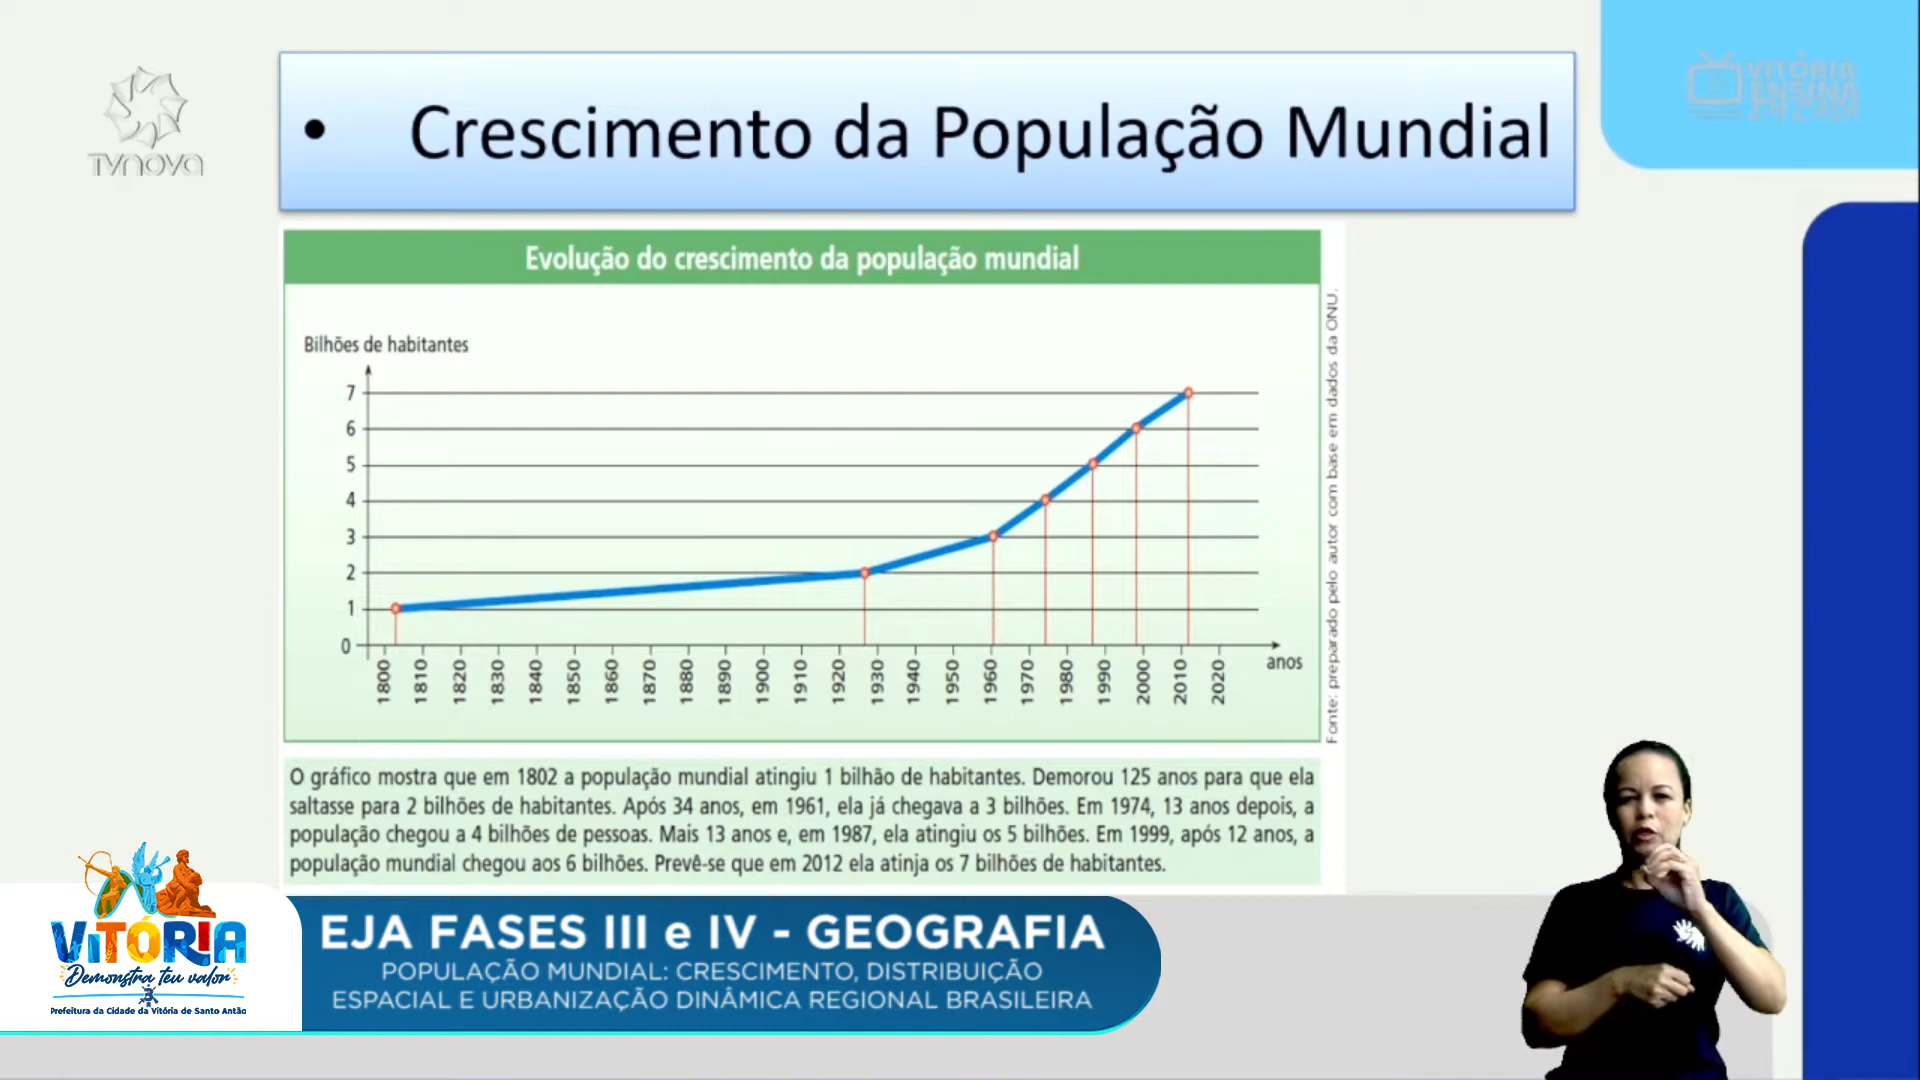 TVNOVA
VITÓRIA
ENSINA
EM CASA
• Crescimento da População Mundial
Evolução do crescimento da população mundial
Bilhões de habitantes
7
6
5
4
3
2
1
0
1800 1810 1820 1830 1840 1850 1860 1870 1880 1890 1900 1910 1920 1930 1940 1950 1960 1970 1980 1990 2000 2010 2020
anos
Fonte: preparado pelo autor com base em dados da ONU.
O gráfico mostra que em 1802 a população mundial atingiu 1 bilhão de habitantes. Demorou 125 anos para que ela
saltasse para 2 bilhões de habitantes. Após 34 anos, em 1961, ela já chegava a 3 bilhões. Em 1974, 13 anos depois, a
população chegou a 4 bilhões de pessoas. Mais 13 anos e, em 1987, ela atingiu os 5 bilhões. Em 1999, após 12 anos, a
população mundial chegou aos 6 bilhões. Prevê-se que em 2012 ela atinja os 7 bilhões de habitantes.
VITÓRIA
Demonstra teu valor
Prefeitura da Cidade da Vitória de Santo Antão
EJA FASES III e IV - GEOGRAFIA
POPULAÇÃO MUNDIAL: CRESCIMENTO, DISTRIBUIÇÃO
ESPACIAL E URBANIZAÇÃO DINÂMICA REGIONAL BRASILEIRA